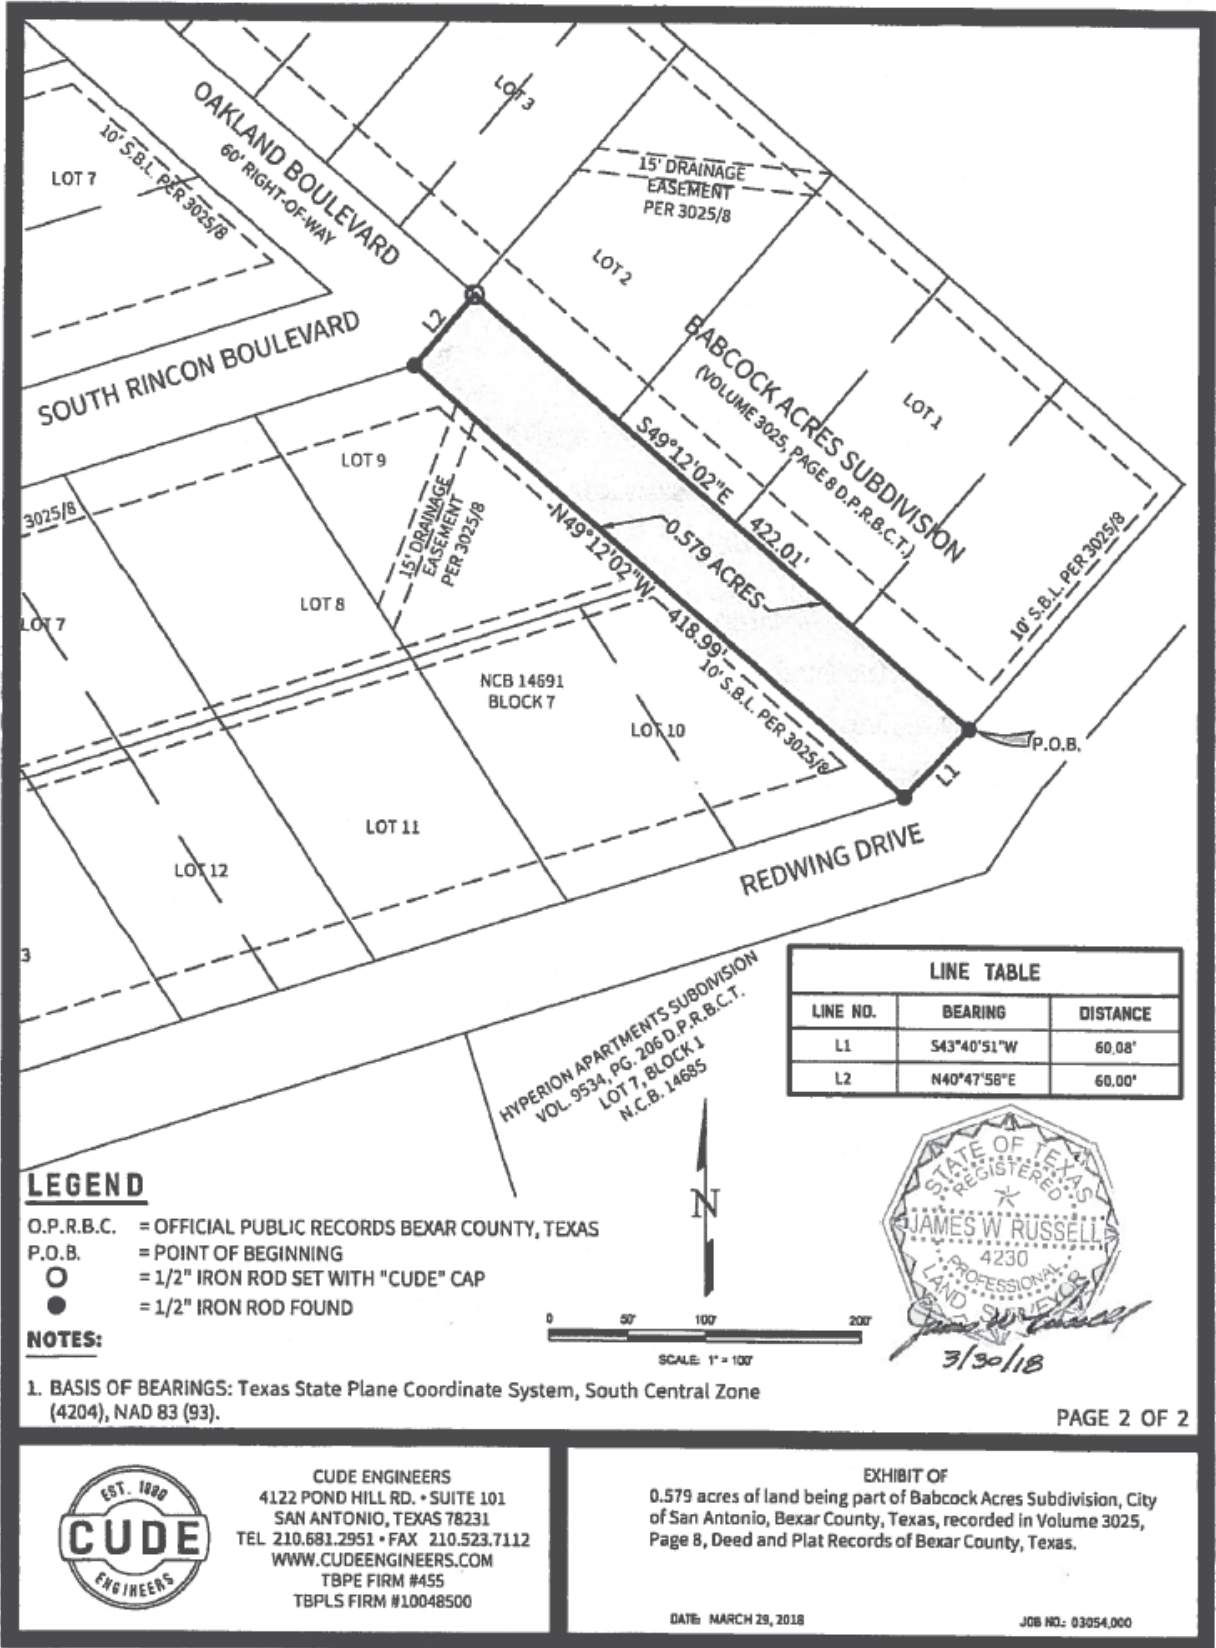 OAKLAND BOULEVARD
60' RIGHT-OF-WAY
LOT 3
LOT 7
10' S.B.L. PER 3025/8
15' DRAINAGE
EASEMENT
PER 3025/8
LOT 2
SOUTH RINCON BOULEVARD
L2
BABCOCK ACRES SUBDIVISION
(VOLUME 3025, PAGE 8 D.P.R.B.C.T.)
LOT 1
S49°12'02"E 422.01'
LOT 9
15' DRAINAGE
EASEMENT
PER 3025/8
3025/8
N49°12'02"W 418.99'
0.579 ACRES
10' S.B.L. PER 3025/8
LOT 8
LOT 7
NCB 14691
BLOCK 7
LOT 10
10' S.B.L. PER 3025/8
P.O.B.
L1
LOT 11
LOT 12
REDWING DRIVE
3
HYPERION APARTMENTS SUBDIVISION
VOL. 9534, PG. 206 D.P.R.B.C.T.
LOT 7, BLOCK 1
N.C.B. 14685
LINE TABLE
LINE NO. BEARING DISTANCE
L1 S43°40'51"W 60.08'
L2 N40°47'58"E 60.00'
STATE OF TEXAS
REGISTERED
JAMES W RUSSELL
4230
PROFESSIONAL
LAND SURVEYOR
James W Russell
3/30/18
LEGEND
O.P.R.B.C. = OFFICIAL PUBLIC RECORDS BEXAR COUNTY, TEXAS
P.O.B. = POINT OF BEGINNING
= 1/2" IRON ROD SET WITH "CUDE" CAP
= 1/2" IRON ROD FOUND
N
0 50' 100' 200'
SCALE: 1" = 100'
NOTES:
1. BASIS OF BEARINGS: Texas State Plane Coordinate System, South Central Zone
(4204), NAD 83 (93).
PAGE 2 OF 2
EST. 1980
CUDE
ENGINEERS
CUDE ENGINEERS
4122 POND HILL RD. • SUITE 101
SAN ANTONIO, TEXAS 78231
TEL 210.681.2951 • FAX 210.523.7112
WWW.CUDEENGINEERS.COM
TBPE FIRM #455
TBPLS FIRM #10048500
EXHIBIT OF
0.579 acres of land being part of Babcock Acres Subdivision, City
of San Antonio, Bexar County, Texas, recorded in Volume 3025,
Page 8, Deed and Plat Records of Bexar County, Texas.
DATE: MARCH 29, 2018
JOB NO.: 03054.000